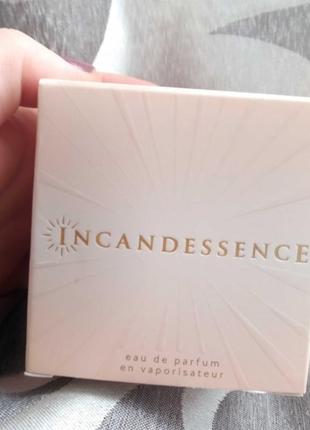 INCANDESSENCE
eau de parfum
en vaporisateur